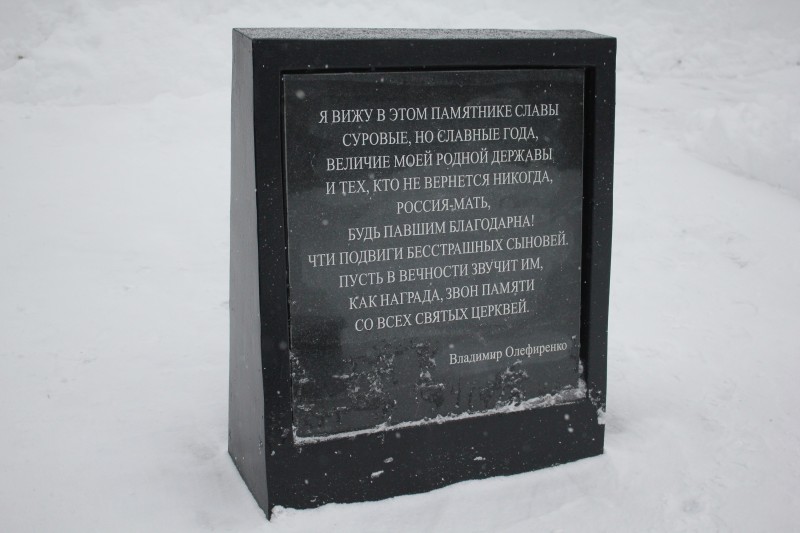 Я ВИЖУ В ЭТОМ ПАМЯТНИКЕ СЛАВЫ
СУРОВЫЕ, НО СЛАВНЫЕ ГОДА,
ВЕЛИЧИЕ МОЕЙ РОДНОЙ ДЕРЖАВЫ
И ТЕХ, КТО НЕ ВЕРНЕТСЯ НИКОГДА,
РОССИЯ-МАТЬ,
БУДЬ ПАВШИМ БЛАГОДАРНА!
ЧТИ ПОДВИГИ БЕССТРАШНЫХ СЫНОВЕЙ.
ПУСТЬ В ВЕЧНОСТИ ЗВУЧИТ ИМ,
КАК НАГРАДА, ЗВОН ПАМЯТИ
СО ВСЕХ СВЯТЫХ ЦЕРКВЕЙ.
Владимир Олефиренко